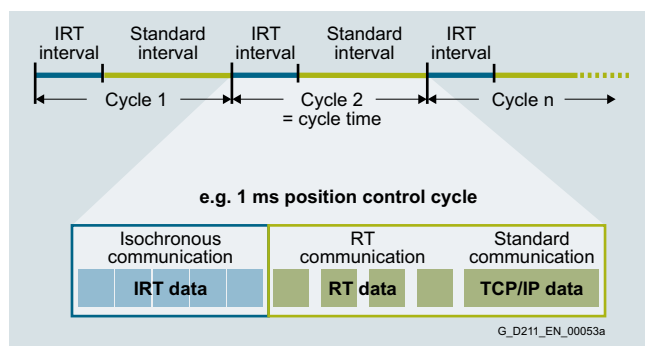 IRT
interval
Standard
interval
IRT
interval
Standard
interval
IRT
interval
Cycle 1
Cycle 2
= cycle time
Cycle n
e.g. 1 ms position control cycle
Isochronous
communication
RT
communication
Standard
communication
IRT data
RT data
TCP/IP data
G_D211_EN_00053a